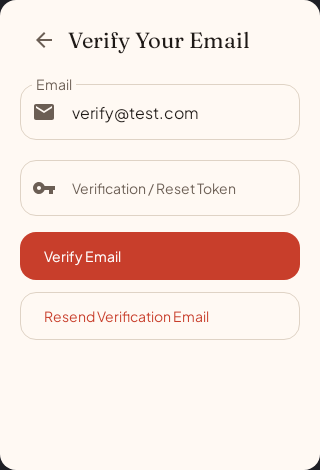 Verify Your Email
Email
verify@test.com
Verification / Reset Token
Verify Email
Resend Verification Email